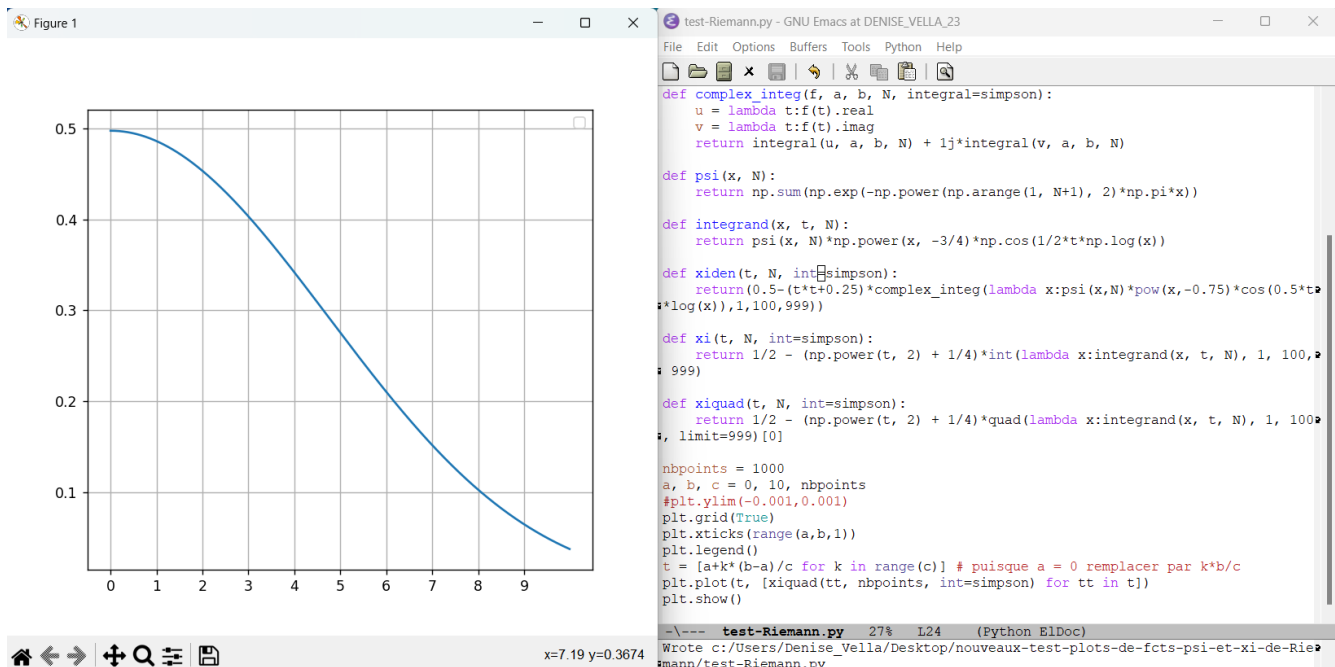 Figure 1
0.5
0.4
0.3
0.2
0.1
0 1 2 3 4 5 6 7 8 9
x=7.19 y=0.3674
test-Riemann.py - GNU Emacs at DENISE_VELLA_23
File Edit Options Buffers Tools Python Help
def complex_integ(f, a, b, N, integral=simpson):
    u = lambda t:f(t).real
    v = lambda t:f(t).imag
    return integral(u, a, b, N) + 1j*integral(v, a, b, N)
def psi(x, N):
    return np.sum(np.exp(-np.power(np.arange(1, N+1), 2)*np.pi*x))
def integrand(x, t, N):
    return psi(x, N)*np.power(x, -3/4)*np.cos(1/2*t*np.log(x))
def xiden(t, N, int=simpson):
    return(0.5-(t*t+0.25)*complex_integ(lambda x:psi(x,N)*pow(x,-0.75)*cos(0.5*t
*log(x)),1,100,999))
def xi(t, N, int=simpson):
    return 1/2 - (np.power(t, 2) + 1/4)*int(lambda x:integrand(x, t, N), 1, 100,
 999)
def xiquad(t, N, int=simpson):
    return 1/2 - (np.power(t, 2) + 1/4)*quad(lambda x:integrand(x, t, N), 1, 100
, limit=999)[0]
nbpoints = 1000
a, b, c = 0, 10, nbpoints
#plt.ylim(-0.001,0.001)
plt.grid(True)
plt.xticks(range(a,b,1))
plt.legend()
t = [a+k*(b-a)/c for k in range(c)] # puisque a = 0 remplacer par k*b/c
plt.plot(t, [xiquad(tt, nbpoints, int=simpson) for tt in t])
plt.show()
-\--- test-Riemann.py 27% L24 (Python ElDoc)
Wrote c:/Users/Denise_Vella/Desktop/nouveaux-test-plots-de-fcts-psi-et-xi-de-Rie
mann/test-Riemann.py